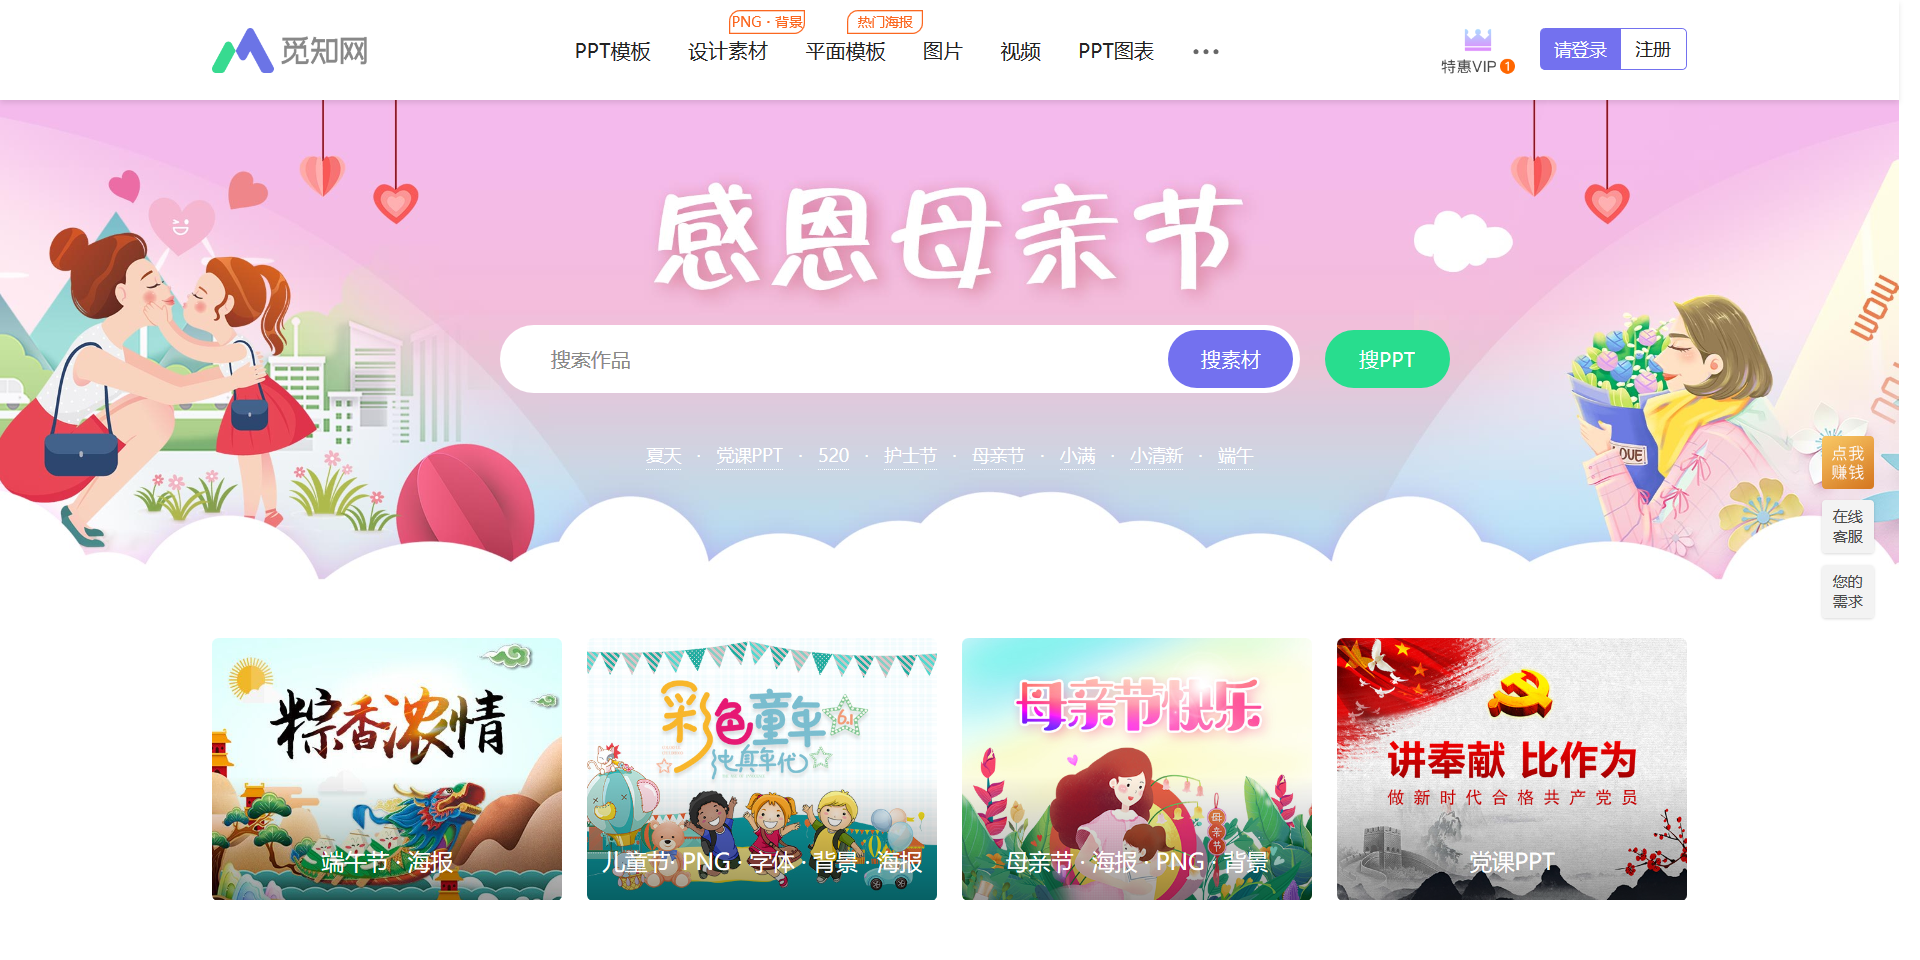 PNG · 背景
热门海报
觅知网
PPT模板
设计素材
平面模板
图片
视频
PPT图表
•••
特惠VIP 1
请登录
注册
感恩母亲节
WOW
搜索作品
搜素材
搜PPT
夏天 · 党课PPT · 520 · 护士节 · 母亲节 · 小满 · 小清新 · 端午
点我
赚钱
在线
客服
您的
需求
粽香浓情
端午节 · 海报
彩色童年
6.1
纯真年代
儿童节 · PNG · 字体 · 背景 · 海报
母亲节快乐
母亲节
母亲节 · 海报 · PNG · 背景
讲奉献 比作为
做新时代合格共产党员
党课PPT